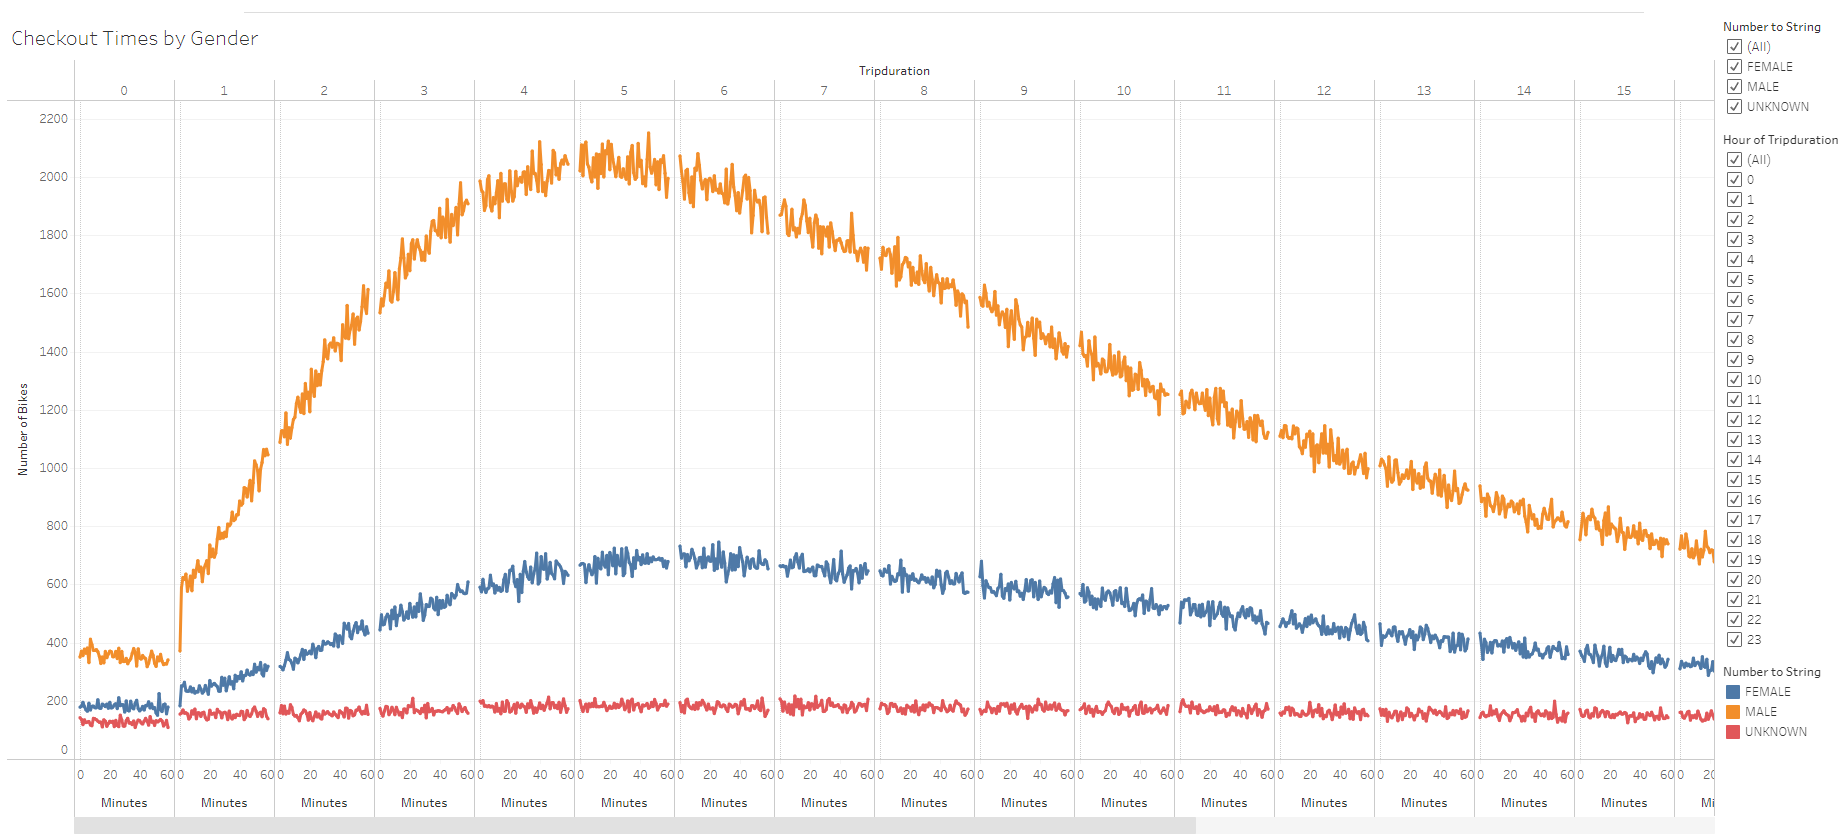 Checkout Times by Gender
Tripduration
0 1 2 3 4 5 6 7 8 9 10 11 12 13 14 15
2200
2000
1800
1600
1400
1200
1000
800
600
400
200
0
Number of Bikes
0 20 40 60 0 20 40 60 0 20 40 60 0 20 40 60 0 20 40 60 0 20 40 60 0 20 40 60 0 20 40 60 0 20 40 60 0 20 40 60 0 20 40 60 0 20 40 60 0 20 40 60 0 20 40 60 0 20 40 60 0 20 40 60 0 20
Minutes Minutes Minutes Minutes Minutes Minutes Minutes Minutes Minutes Minutes Minutes Minutes Minutes Minutes Minutes Minutes Mi
Number to String
(All)
FEMALE
MALE
UNKNOWN
Hour of Tripduration
(All)
0
1
2
3
4
5
6
7
8
9
10
11
12
13
14
15
16
17
18
19
20
21
22
23
Number to String
FEMALE
MALE
UNKNOWN